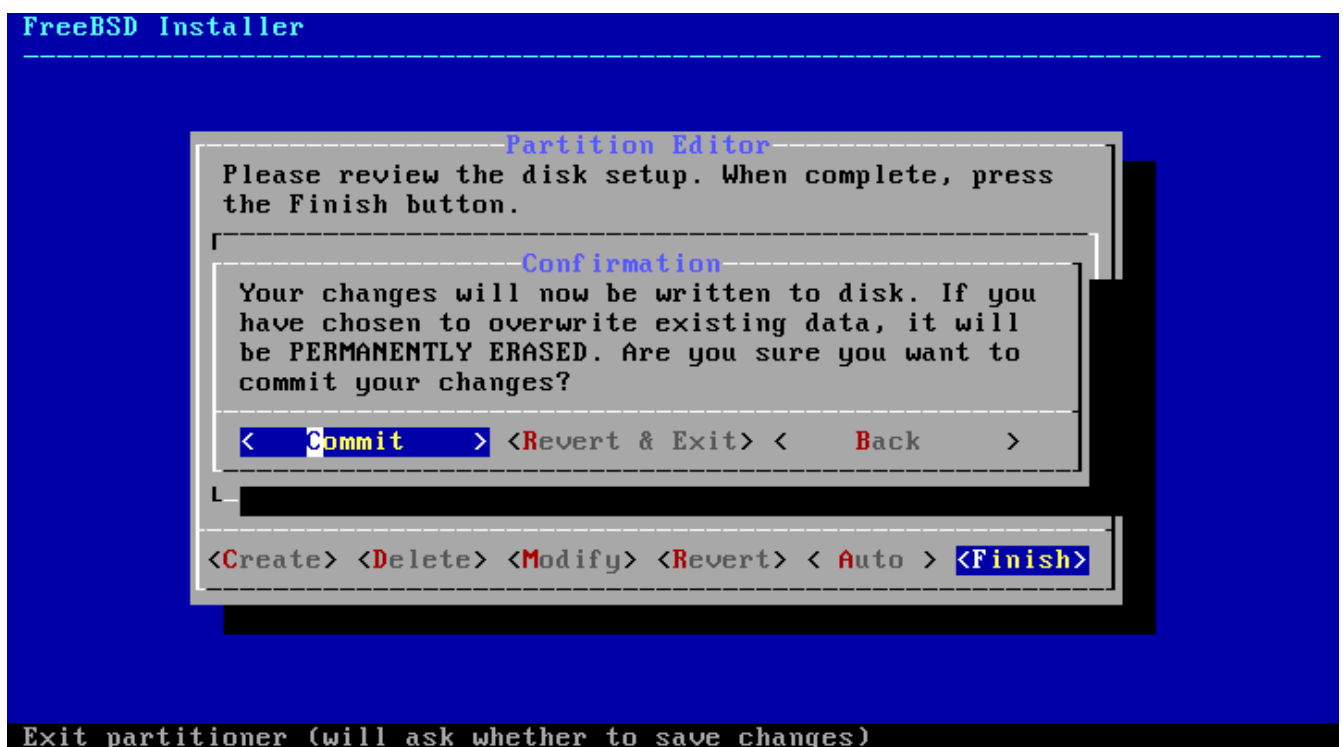 FreeBSD Installer
Partition Editor
Please review the disk setup. When complete, press
the Finish button.
Confirmation
Your changes will now be written to disk. If you
have chosen to overwrite existing data, it will
be PERMANENTLY ERASED. Are you sure you want to
commit your changes?
< Commit > <Revert & Exit> < Back >
<Create> <Delete> <Modify> <Revert> < Auto > <Finish>
Exit partitioner (will ask whether to save changes)